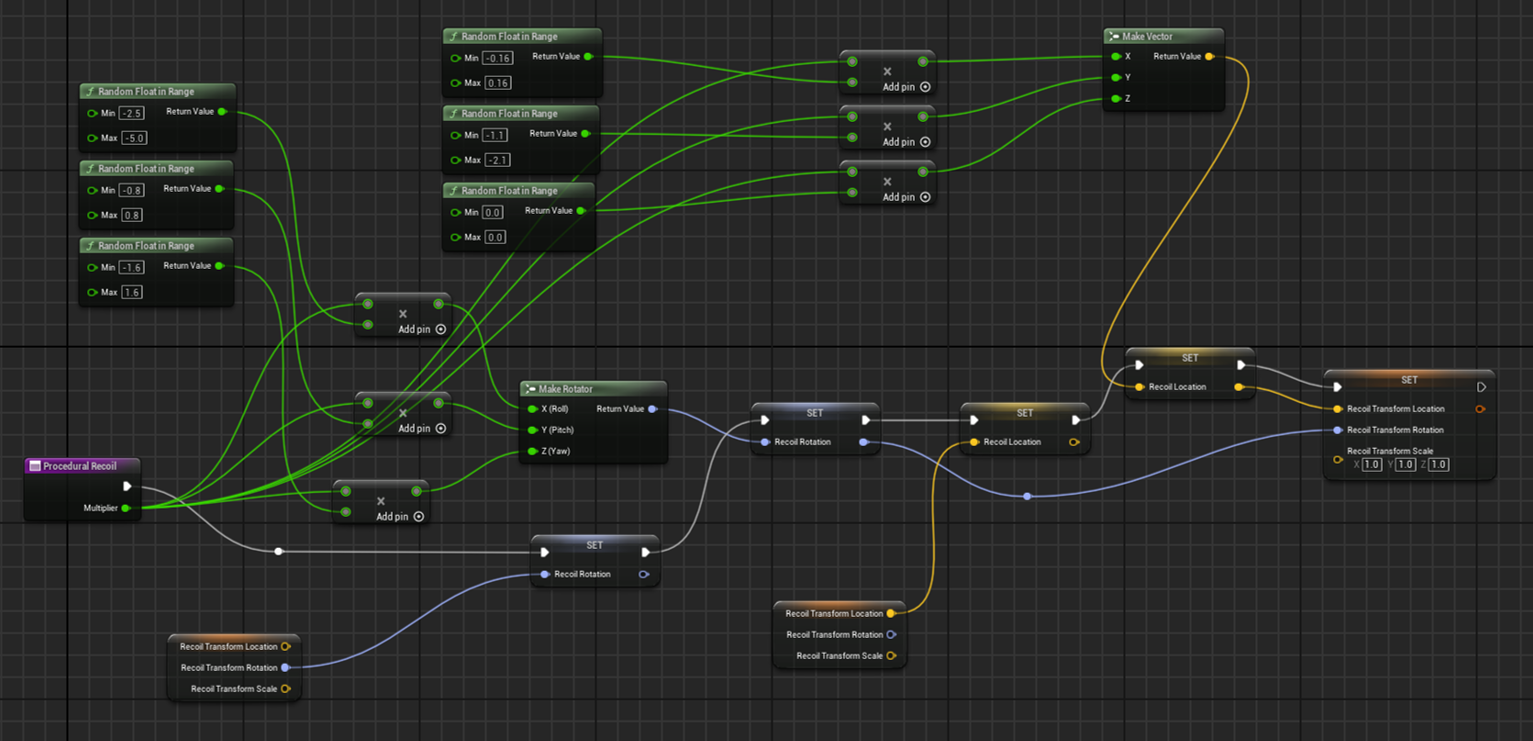 Random Float in Range
Min -2.5 Return Value
Max -5.0
Random Float in Range
Min -0.8 Return Value
Max 0.8
Random Float in Range
Min -1.6 Return Value
Max 1.6
Random Float in Range
Min -0.16 Return Value
Max 0.16
Random Float in Range
Min -1.1 Return Value
Max -2.1
Random Float in Range
Min 0.0 Return Value
Max 0.0
×
Add pin
×
Add pin
×
Add pin
Make Vector
X Return Value
Y
Z
×
Add pin
×
Add pin
×
Add pin
Make Rotator
X (Roll) Return Value
Y (Pitch)
Z (Yaw)
Procedural Recoil
Multiplier
SET
Recoil Rotation
Recoil Transform Location
Recoil Transform Rotation
Recoil Transform Scale
SET
Recoil Rotation
SET
Recoil Location
Recoil Transform Location
Recoil Transform Rotation
Recoil Transform Scale
SET
Recoil Location
SET
Recoil Transform Location
Recoil Transform Rotation
Recoil Transform Scale
X 1.0 Y 1.0 Z 1.0